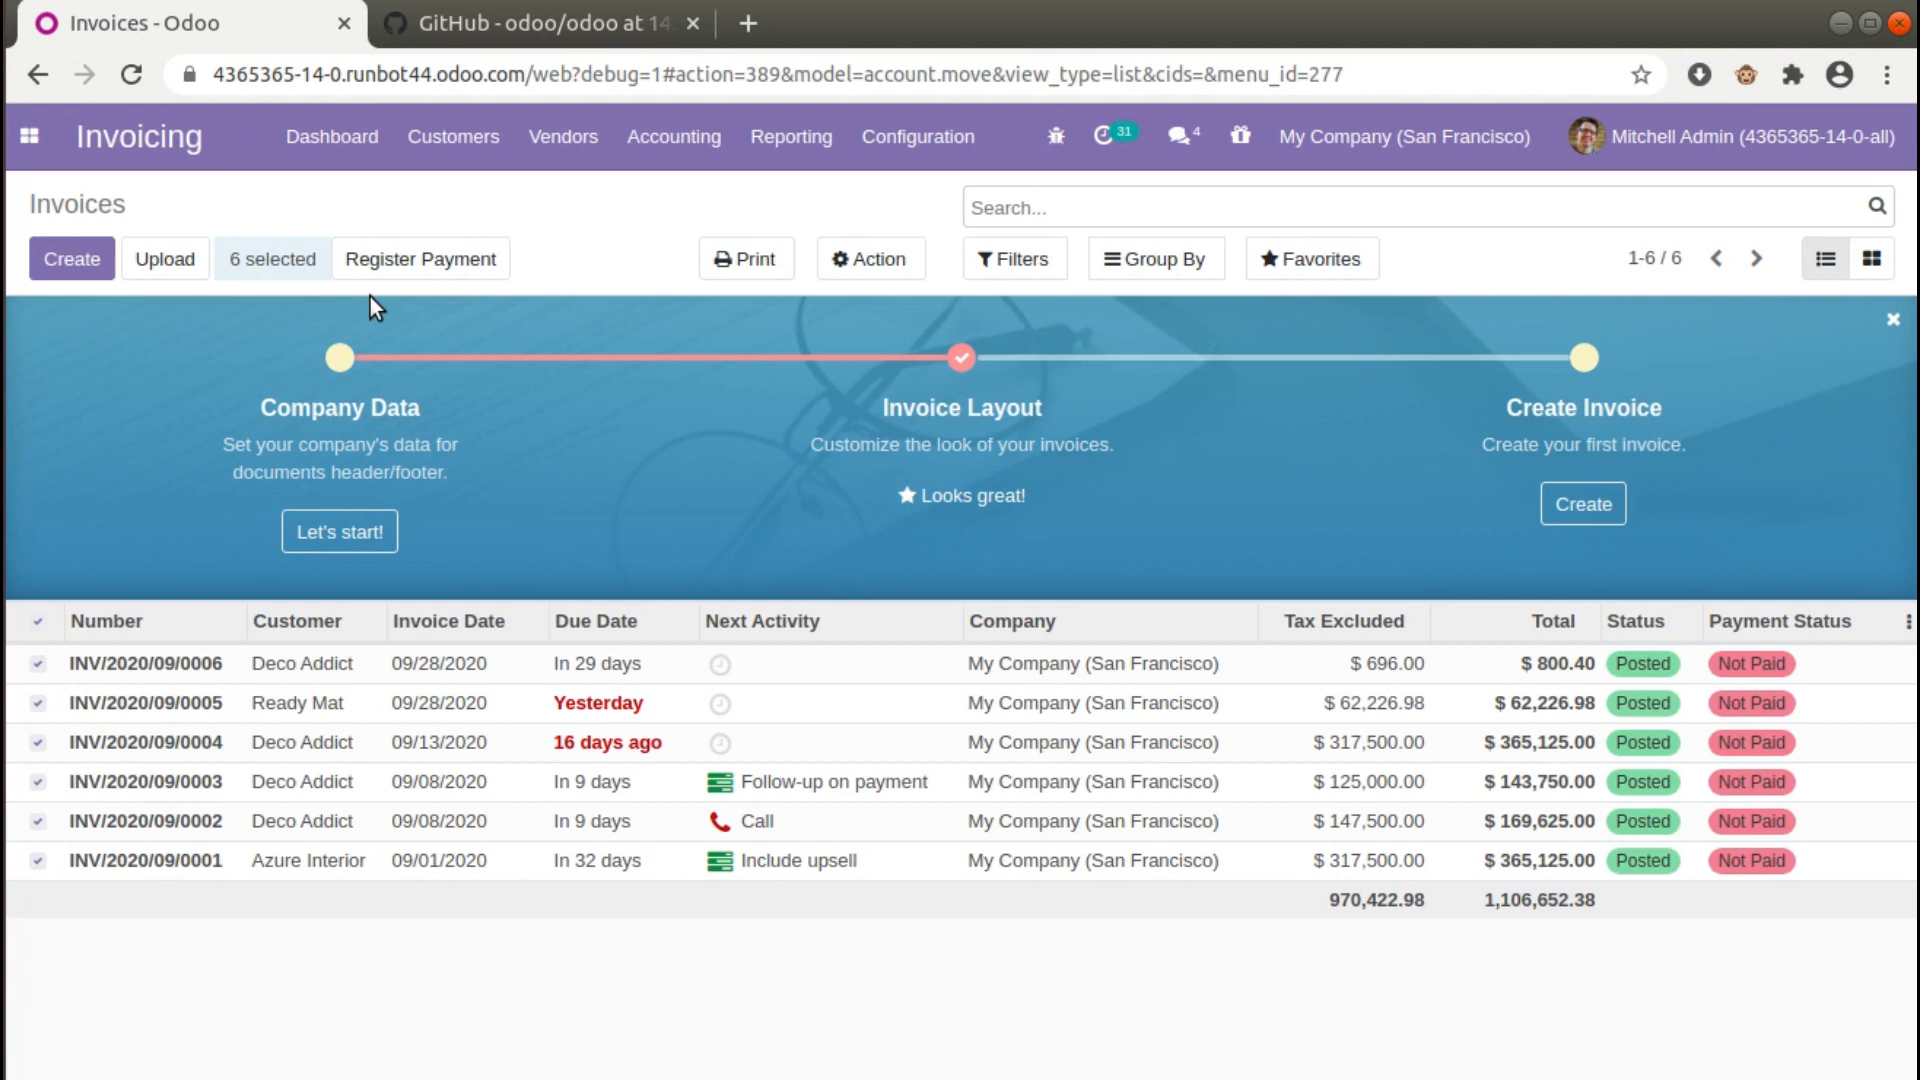 Invoices - Odoo
GitHub - odoo/odoo at 14
4365365-14-0.runbot44.odoo.com/web?debug=1#action=389&model=account.move&view_type=list&cids=&menu_id=277
Invoicing Dashboard Customers Vendors Accounting Reporting Configuration 31 4 My Company (San Francisco) Mitchell Admin (4365365-14-0-all)
Invoices
Search...
Create Upload 6 selected Register Payment Print Action Filters Group By Favorites 1-6 / 6
Company Data
Set your company's data for
documents header/footer.
Let's start!
Invoice Layout
Customize the look of your invoices.
Looks great!
Create Invoice
Create your first invoice.
Create
Number Customer Invoice Date Due Date Next Activity Company Tax Excluded Total Status Payment Status
INV/2020/09/0006 Deco Addict 09/28/2020 In 29 days My Company (San Francisco) $ 696.00 $ 800.40 Posted Not Paid
INV/2020/09/0005 Ready Mat 09/28/2020 Yesterday My Company (San Francisco) $ 62,226.98 $ 62,226.98 Posted Not Paid
INV/2020/09/0004 Deco Addict 09/13/2020 16 days ago My Company (San Francisco) $ 317,500.00 $ 365,125.00 Posted Not Paid
INV/2020/09/0003 Deco Addict 09/08/2020 In 9 days Follow-up on payment My Company (San Francisco) $ 125,000.00 $ 143,750.00 Posted Not Paid
INV/2020/09/0002 Deco Addict 09/08/2020 In 9 days Call My Company (San Francisco) $ 147,500.00 $ 169,625.00 Posted Not Paid
INV/2020/09/0001 Azure Interior 09/01/2020 In 32 days Include upsell My Company (San Francisco) $ 317,500.00 $ 365,125.00 Posted Not Paid
970,422.98 1,106,652.38